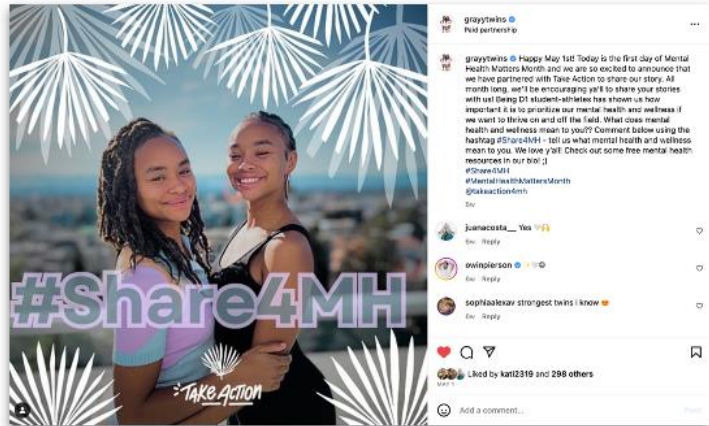 #Share4MH
TAKE ACTION
grayytwins
Paid partnership
grayytwins Happy May 1st! Today is the first day of Mental
Health Matters Month and we are so excited to announce that
we have partnered with Take Action to share our story. All
month long, we'll be encouraging ya'll to share your stories
with us! Being D1 student-athletes has shown us how
important it is to prioritize our mental health and wellness if
we want to thrive on and off the field. What does mental
health and wellness mean to you?? Comment below using the
hashtag #Share4MH - tell us what mental health and wellness
mean to you. We love y'all! Check out some free mental health
resources in our bio! ;)
#Share4MH
#MentalHealthMattersMonth
@takeaction4mh
6w
juanacosta__ Yes
6w Reply
owinpierson
6w Reply
sophiaalexav strongest twins i know
6w Reply
Liked by kati2319 and 298 others
MAY 1
Add a comment...
Post